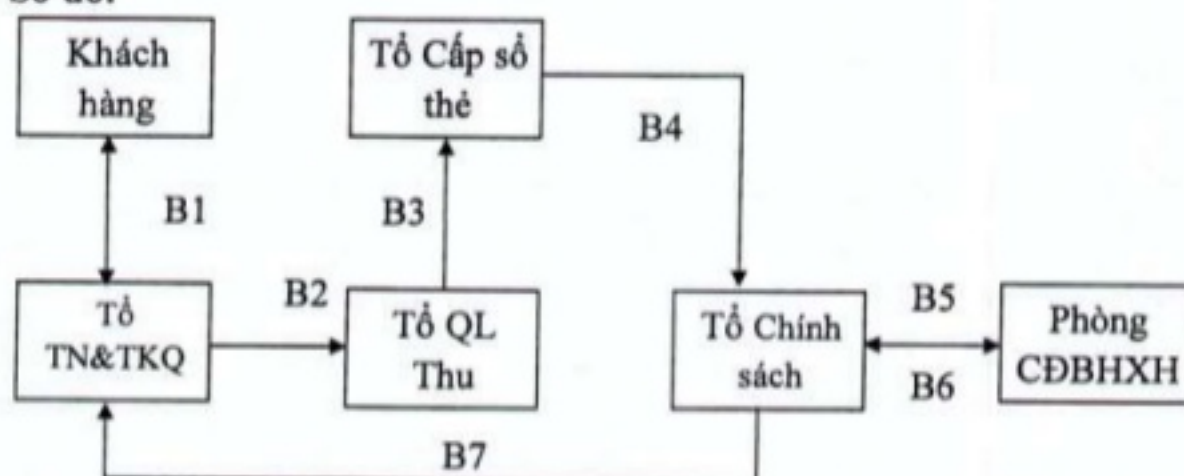 Sơ đồ:
Khách
hàng
Tổ Cấp sổ
thẻ
B4
B1
B3
Tổ
TN&TKQ
B2
Tổ QL
Thu
Tổ Chính
sách
B5
B6
Phòng
CĐBHXH
B7